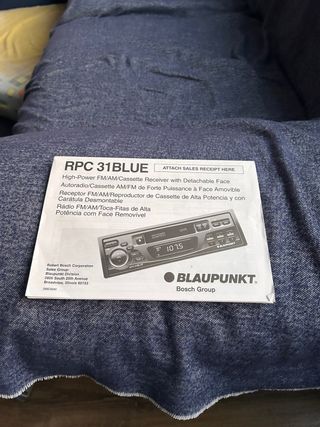 RPC 31BLUE
ATTACH SALES RECEIPT HERE
High-Power FM/AM/Cassette Receiver with Detachable Face
Autoradio/Cassette AM/FM de Forte Puissance à Face Amovible
Receptor FM/AM/Reproductor de Cassette de Alta Potencia y con
Carátula Desmontable
Rádio FM/AM/Toca-Fitas de Alta
Potência com Face Removível
107.5
Robert Bosch Corporation
Sales Group
Blaupunkt Division
2800 South 25th Avenue
Broadview, Illinois 60153
BLAUPUNKT
Bosch Group